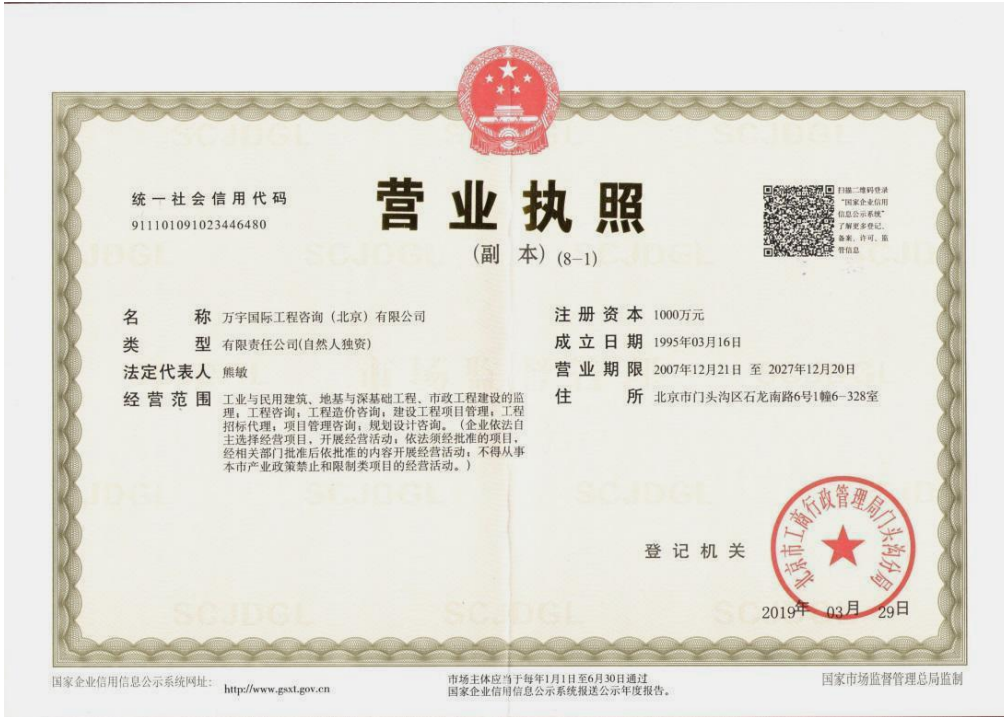 统一社会信用代码
911101091023446480
营业执照
(副 本) (8-1)
扫描二维码登录
“国家企业信用
信息公示系统”
了解更多登记、
备案、许可、监
管信息
名 称 万宇国际工程咨询（北京）有限公司
类 型 有限责任公司(自然人独资)
法定代表人 熊敏
经营范围 工业与民用建筑、地基与深基础工程、市政工程建设的监
理；工程咨询；工程造价咨询；建设工程项目管理；工程
招标代理；项目管理咨询；规划设计咨询。（企业依法自
主选择经营项目，开展经营活动；依法须经批准的项目，
经相关部门批准后依批准的内容开展经营活动；不得从事
本市产业政策禁止和限制类项目的经营活动。）
注册资本 1000万元
成立日期 1995年03月16日
营业期限 2007年12月21日 至 2027年12月20日
住 所 北京市门头沟区石龙南路6号1幢6-328室
登记机关
北京市工商行政管理局门头沟分局
2019年 03月 29日
国家企业信用信息公示系统网址：
http://www.gsxt.gov.cn
市场主体应当于每年1月1日至6月30日通过
国家企业信用信息公示系统报送公示年度报告。
国家市场监督管理总局监制
SCJDGL